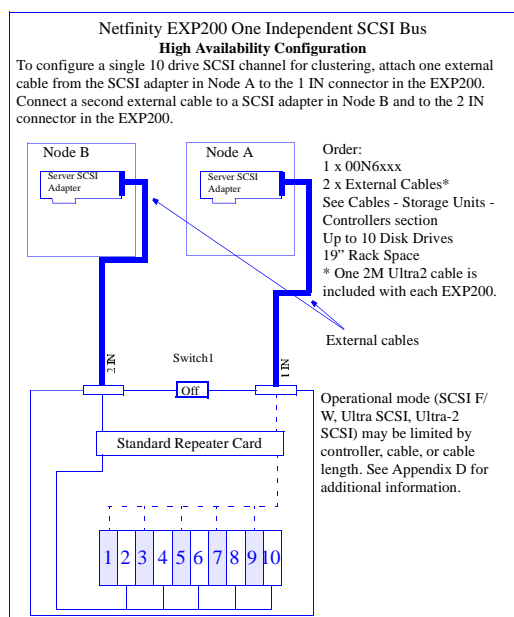 Netfinity EXP200 One Independent SCSI Bus
High Availability Configuration
To configure a single 10 drive SCSI channel for clustering, attach one external
cable from the SCSI adapter in Node A to the 1 IN connector in the EXP200.
Connect a second external cable to a SCSI adapter in Node B and to the 2 IN
connector in the EXP200.
Node B
Server SCSI
Adapter
Node A
Server SCSI
Adapter
Order:
1 x 00N6xxx
2 x External Cables*
See Cables - Storage Units -
Controllers section
Up to 10 Disk Drives
19” Rack Space
* One 2M Ultra2 cable is
included with each EXP200.
External cables
2 IN
Switch1
1 IN
Off
Operational mode (SCSI F/
W, Ultra SCSI, Ultra-2
SCSI) may be limited by
controller, cable, or cable
length. See Appendix D for
additional information.
Standard Repeater Card
1 2 3 4 5 6 7 8 9 10